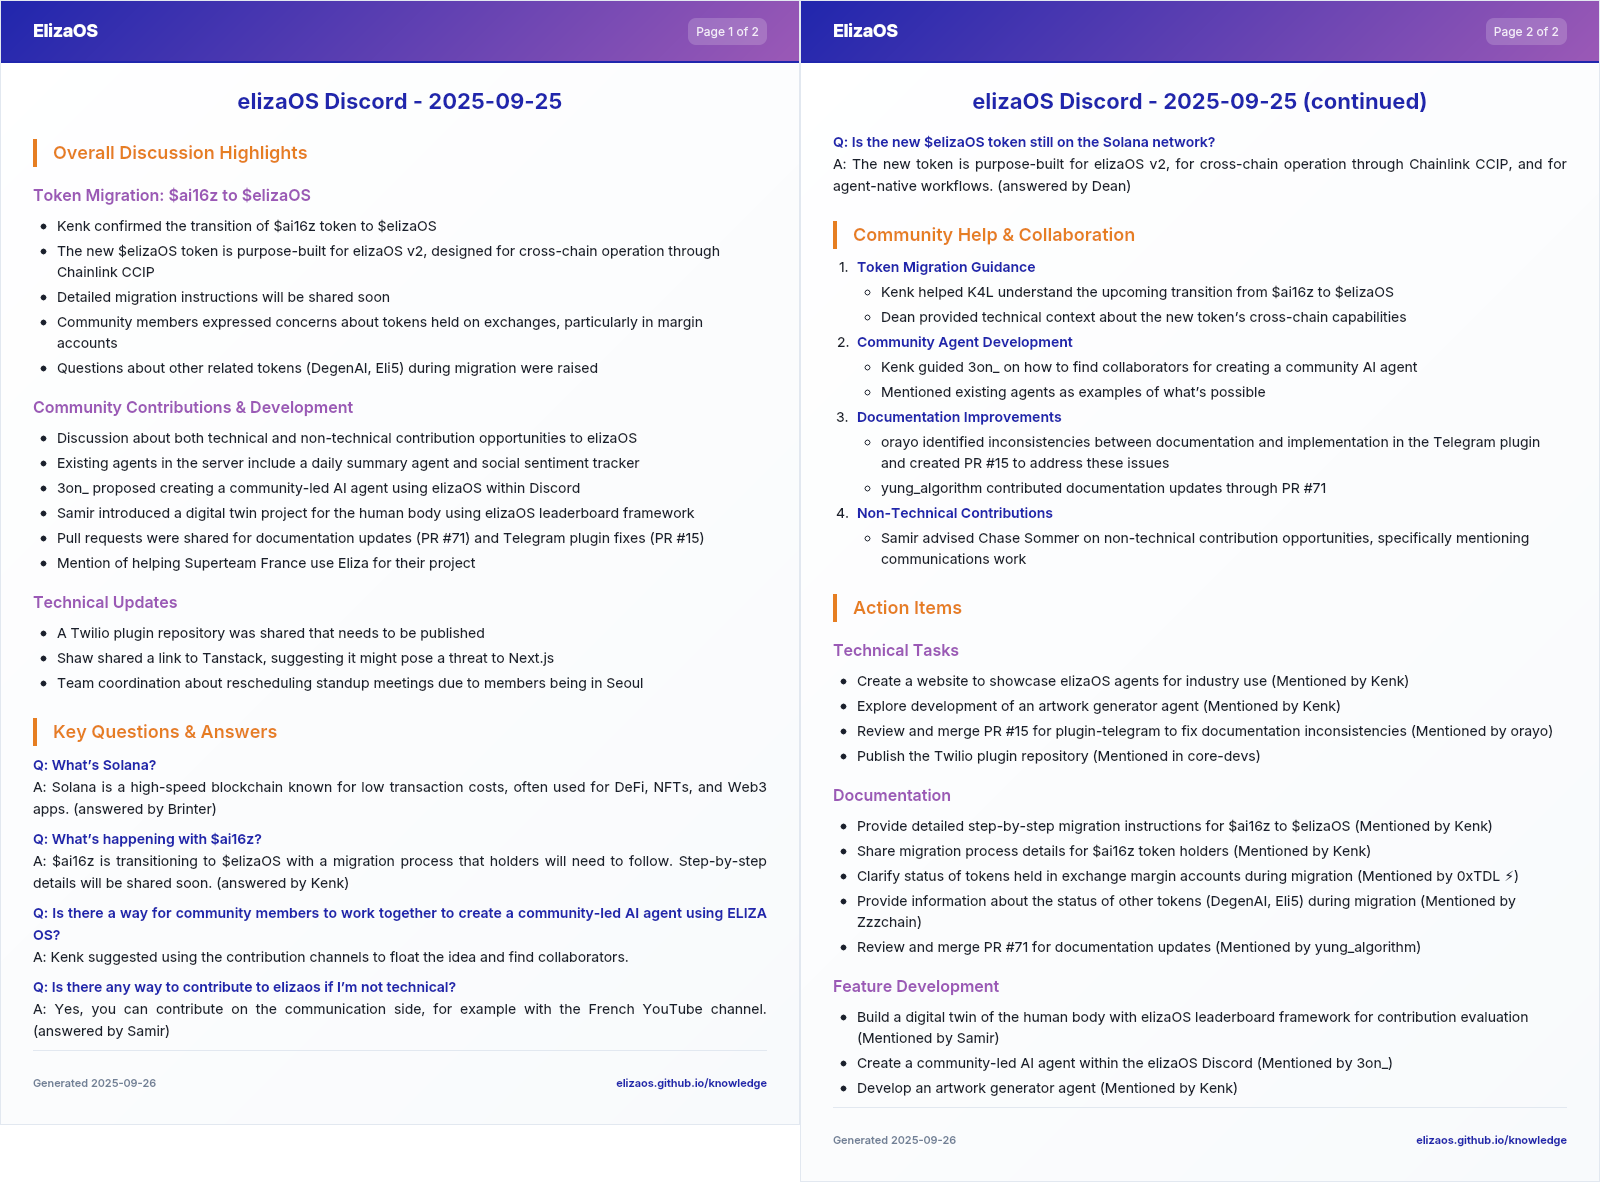 ElizaOS
Page 1 of 2
elizaOS Discord - 2025-09-25
Overall Discussion Highlights
Token Migration: $ai16z to $elizaOS
• Kenk confirmed the transition of $ai16z token to $elizaOS
• The new $elizaOS token is purpose-built for elizaOS v2, designed for cross-chain operation through
Chainlink CCIP
• Detailed migration instructions will be shared soon
• Community members expressed concerns about tokens held on exchanges, particularly in margin
accounts
• Questions about other related tokens (DegenAI, Eli5) during migration were raised
Community Contributions & Development
• Discussion about both technical and non-technical contribution opportunities to elizaOS
• Existing agents in the server include a daily summary agent and social sentiment tracker
• 3on_ proposed creating a community-led AI agent using elizaOS within Discord
• Samir introduced a digital twin project for the human body using elizaOS leaderboard framework
• Pull requests were shared for documentation updates (PR #71) and Telegram plugin fixes (PR #15)
• Mention of helping Superteam France use Eliza for their project
Technical Updates
• A Twilio plugin repository was shared that needs to be published
• Shaw shared a link to Tanstack, suggesting it might pose a threat to Next.js
• Team coordination about rescheduling standup meetings due to members being in Seoul
Key Questions & Answers
Q: What's Solana?
A: Solana is a high-speed blockchain known for low transaction costs, often used for DeFi, NFTs, and Web3
apps. (answered by Brinter)
Q: What's happening with $ai16z?
A: $ai16z is transitioning to $elizaOS with a migration process that holders will need to follow. Step-by-step
details will be shared soon. (answered by Kenk)
Q: Is there a way for community members to work together to create a community-led AI agent using ELIZA
OS?
A: Kenk suggested using the contribution channels to float the idea and find collaborators.
Q: Is there any way to contribute to elizaos if I'm not technical?
A: Yes, you can contribute on the communication side, for example with the French YouTube channel.
(answered by Samir)
Generated 2025-09-26
elizaos.github.io/knowledge
ElizaOS
Page 2 of 2
elizaOS Discord - 2025-09-25 (continued)
Q: Is the new $elizaOS token still on the Solana network?
A: The new token is purpose-built for elizaOS v2, for cross-chain operation through Chainlink CCIP, and for
agent-native workflows. (answered by Dean)
Community Help & Collaboration
1. Token Migration Guidance
◦ Kenk helped K4L understand the upcoming transition from $ai16z to $elizaOS
◦ Dean provided technical context about the new token's cross-chain capabilities
2. Community Agent Development
◦ Kenk guided 3on_ on how to find collaborators for creating a community AI agent
◦ Mentioned existing agents as examples of what's possible
3. Documentation Improvements
◦ orayo identified inconsistencies between documentation and implementation in the Telegram plugin
and created PR #15 to address these issues
◦ yung_algorithm contributed documentation updates through PR #71
4. Non-Technical Contributions
◦ Samir advised Chase Sommer on non-technical contribution opportunities, specifically mentioning
communications work
Action Items
Technical Tasks
• Create a website to showcase elizaOS agents for industry use (Mentioned by Kenk)
• Explore development of an artwork generator agent (Mentioned by Kenk)
• Review and merge PR #15 for plugin-telegram to fix documentation inconsistencies (Mentioned by orayo)
• Publish the Twilio plugin repository (Mentioned in core-devs)
Documentation
• Provide detailed step-by-step migration instructions for $ai16z to $elizaOS (Mentioned by Kenk)
• Share migration process details for $ai16z token holders (Mentioned by Kenk)
• Clarify status of tokens held in exchange margin accounts during migration (Mentioned by 0xTDL ⚡)
• Provide information about the status of other tokens (DegenAI, Eli5) during migration (Mentioned by
Zzzchain)
• Review and merge PR #71 for documentation updates (Mentioned by yung_algorithm)
Feature Development
• Build a digital twin of the human body with elizaOS leaderboard framework for contribution evaluation
(Mentioned by Samir)
• Create a community-led AI agent within the elizaOS Discord (Mentioned by 3on_)
• Develop an artwork generator agent (Mentioned by Kenk)
Generated 2025-09-26
elizaos.github.io/knowledge